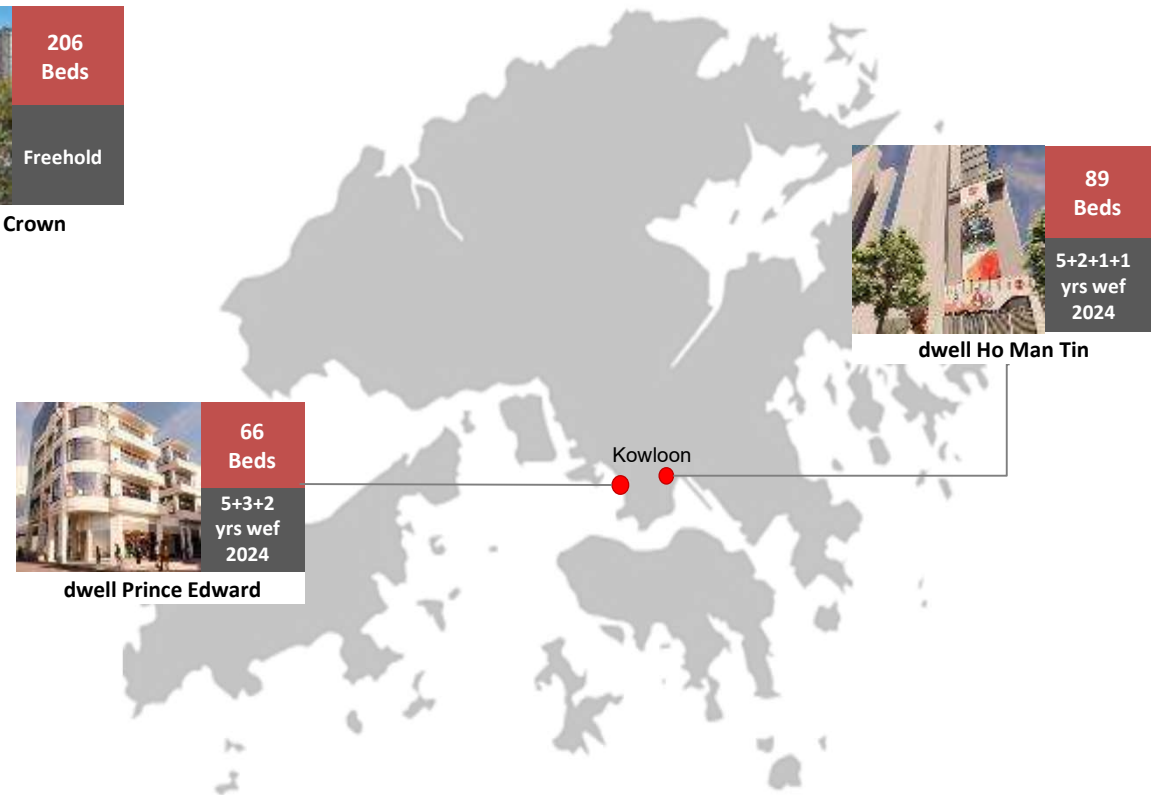 206
Beds
Freehold
Crown
89
Beds
5+2+1+1
yrs wef
2024
dwell Ho Man Tin
Kowloon
66
Beds
5+3+2
yrs wef
2024
dwell Prince Edward